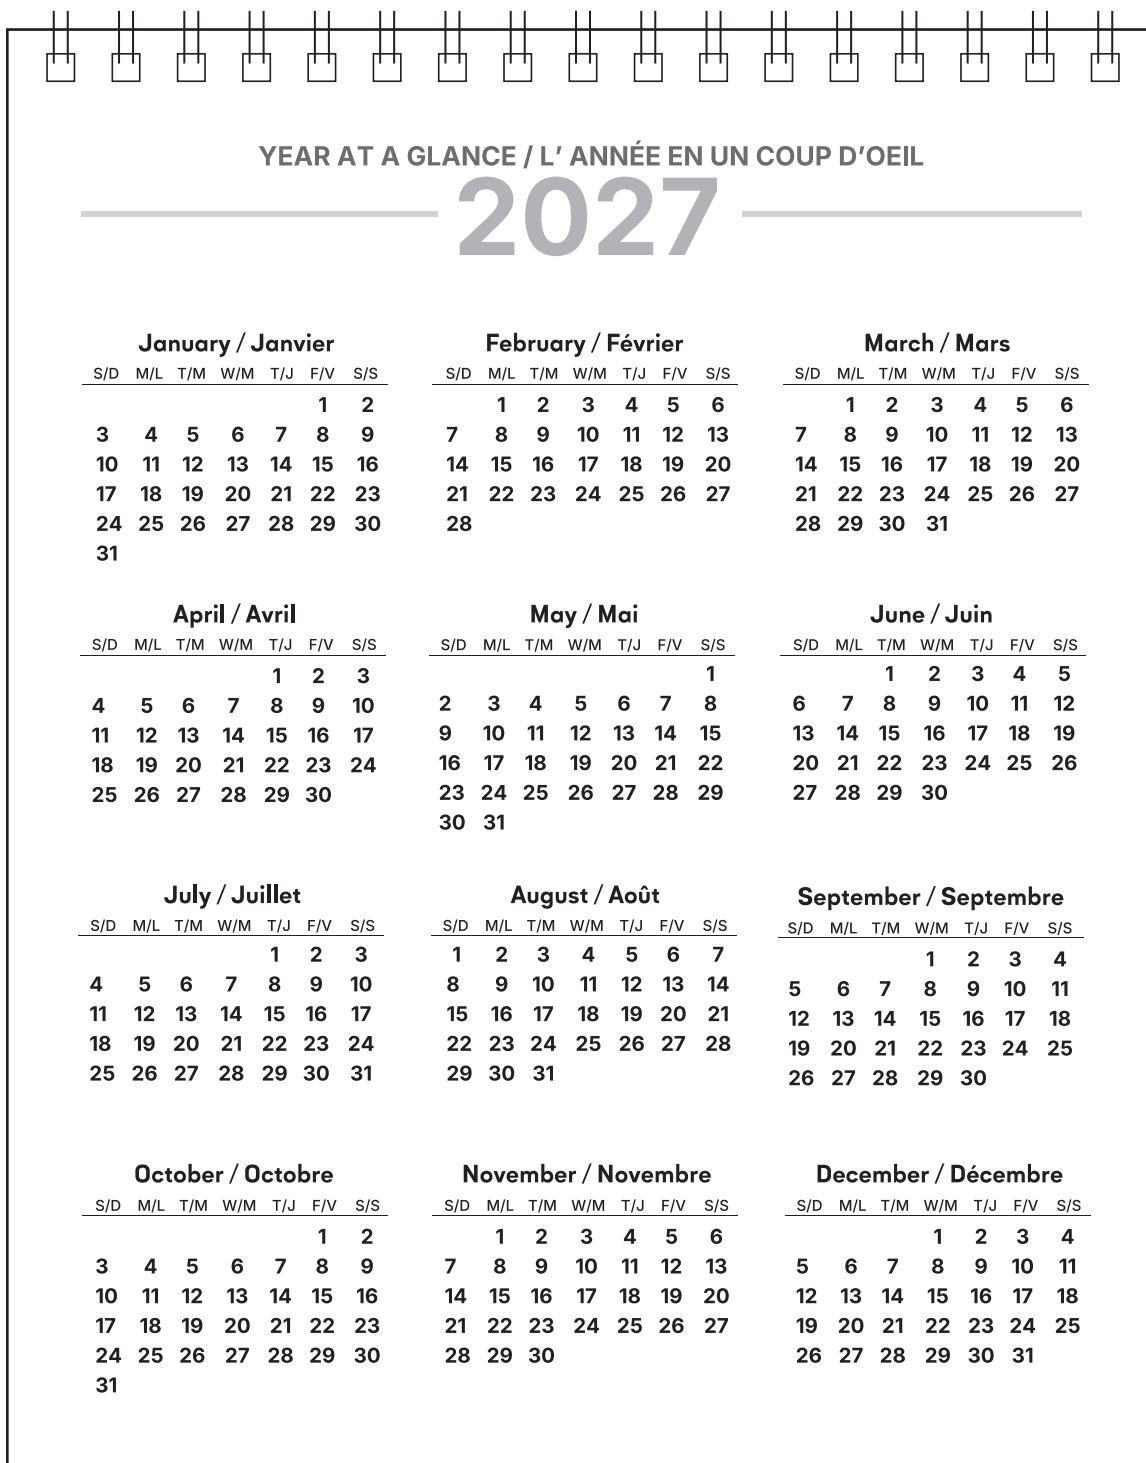 YEAR AT A GLANCE / L’ ANNÉE EN UN COUP D’OEIL
2027
January / Janvier
S/D M/L T/M W/M T/J F/V S/S
1 2
3 4 5 6 7 8 9
10 11 12 13 14 15 16
17 18 19 20 21 22 23
24 25 26 27 28 29 30
31
February / Février
S/D M/L T/M W/M T/J F/V S/S
1 2 3 4 5 6
7 8 9 10 11 12 13
14 15 16 17 18 19 20
21 22 23 24 25 26 27
28
March / Mars
S/D M/L T/M W/M T/J F/V S/S
1 2 3 4 5 6
7 8 9 10 11 12 13
14 15 16 17 18 19 20
21 22 23 24 25 26 27
28 29 30 31
April / Avril
S/D M/L T/M W/M T/J F/V S/S
1 2 3
4 5 6 7 8 9 10
11 12 13 14 15 16 17
18 19 20 21 22 23 24
25 26 27 28 29 30
May / Mai
S/D M/L T/M W/M T/J F/V S/S
1
2 3 4 5 6 7 8
9 10 11 12 13 14 15
16 17 18 19 20 21 22
23 24 25 26 27 28 29
30 31
June / Juin
S/D M/L T/M W/M T/J F/V S/S
1 2 3 4 5
6 7 8 9 10 11 12
13 14 15 16 17 18 19
20 21 22 23 24 25 26
27 28 29 30
July / Juillet
S/D M/L T/M W/M T/J F/V S/S
1 2 3
4 5 6 7 8 9 10
11 12 13 14 15 16 17
18 19 20 21 22 23 24
25 26 27 28 29 30 31
August / Août
S/D M/L T/M W/M T/J F/V S/S
1 2 3 4 5 6 7
8 9 10 11 12 13 14
15 16 17 18 19 20 21
22 23 24 25 26 27 28
29 30 31
September / Septembre
S/D M/L T/M W/M T/J F/V S/S
1 2 3 4
5 6 7 8 9 10 11
12 13 14 15 16 17 18
19 20 21 22 23 24 25
26 27 28 29 30
October / Octobre
S/D M/L T/M W/M T/J F/V S/S
1 2
3 4 5 6 7 8 9
10 11 12 13 14 15 16
17 18 19 20 21 22 23
24 25 26 27 28 29 30
31
November / Novembre
S/D M/L T/M W/M T/J F/V S/S
1 2 3 4 5 6
7 8 9 10 11 12 13
14 15 16 17 18 19 20
21 22 23 24 25 26 27
28 29 30
December / Décembre
S/D M/L T/M W/M T/J F/V S/S
1 2 3 4
5 6 7 8 9 10 11
12 13 14 15 16 17 18
19 20 21 22 23 24 25
26 27 28 29 30 31